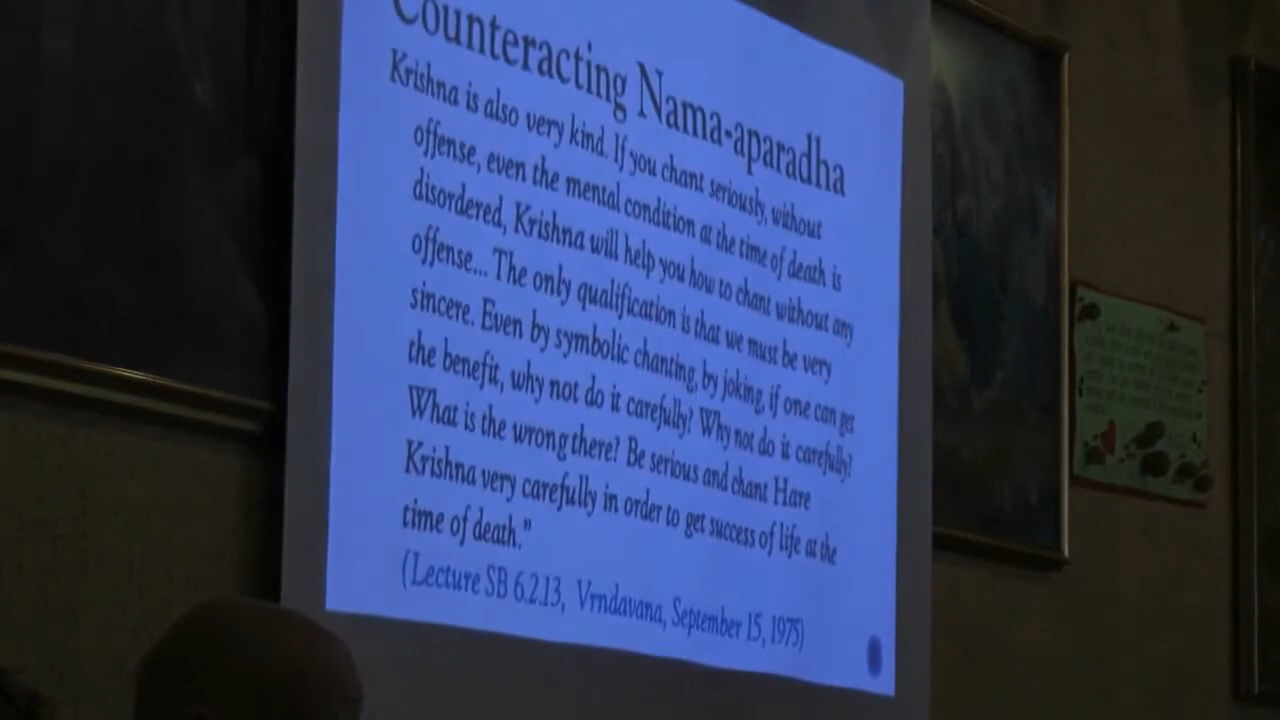 Counteracting Nama-aparadha
Krishna is also very kind. If you chant seriously, without
offense, even the mental condition at the time of death is
disordered, Krishna will help you how to chant without any
offense... The only qualification is that we must be very
sincere. Even by symbolic chanting, by joking, if one can get
the benefit, why not do it carefully? Why not do it carefully?
What is the wrong there? Be serious and chant Hare
Krishna very carefully in order to get success of life at the
time of death.”
(Lecture SB 6.2.13, Vrndavana, September 15, 1975)